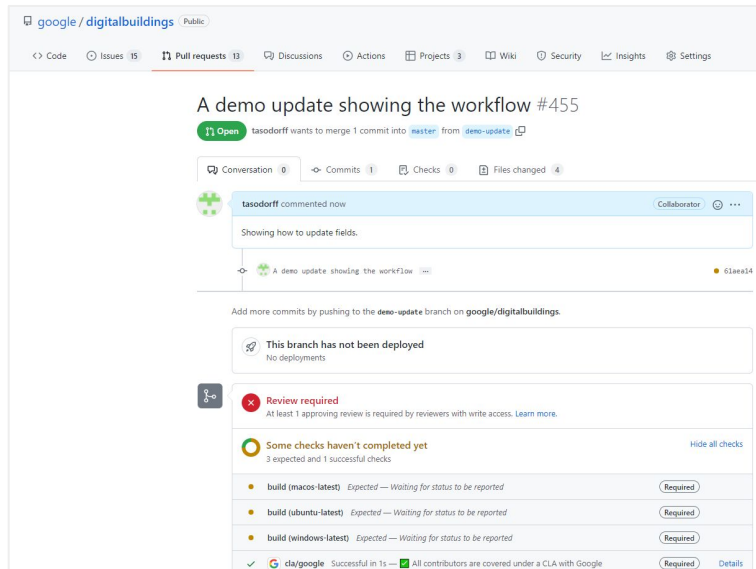 google / digitalbuildings Public
<> Code Issues 15 Pull requests 13 Discussions Actions Projects 3 Wiki Security Insights Settings
A demo update showing the workflow #455
Open tasodorff wants to merge 1 commit into master from demo-update
Conversation 0 Commits 1 Checks 0 Files changed 4
tasodorff commented now Collaborator ...
Showing how to update fields.
A demo update showing the workflow ... 61aea14
Add more commits by pushing to the demo-update branch on google/digitalbuildings.
This branch has not been deployed
No deployments
Review required
At least 1 approving review is required by reviewers with write access. Learn more.
Some checks haven't completed yet Hide all checks
3 expected and 1 successful checks
build (macos-latest) Expected — Waiting for status to be reported Required
build (ubuntu-latest) Expected — Waiting for status to be reported Required
build (windows-latest) Expected — Waiting for status to be reported Required
cla/google Successful in 1s — ✅ All contributors are covered under a CLA with Google Required Details